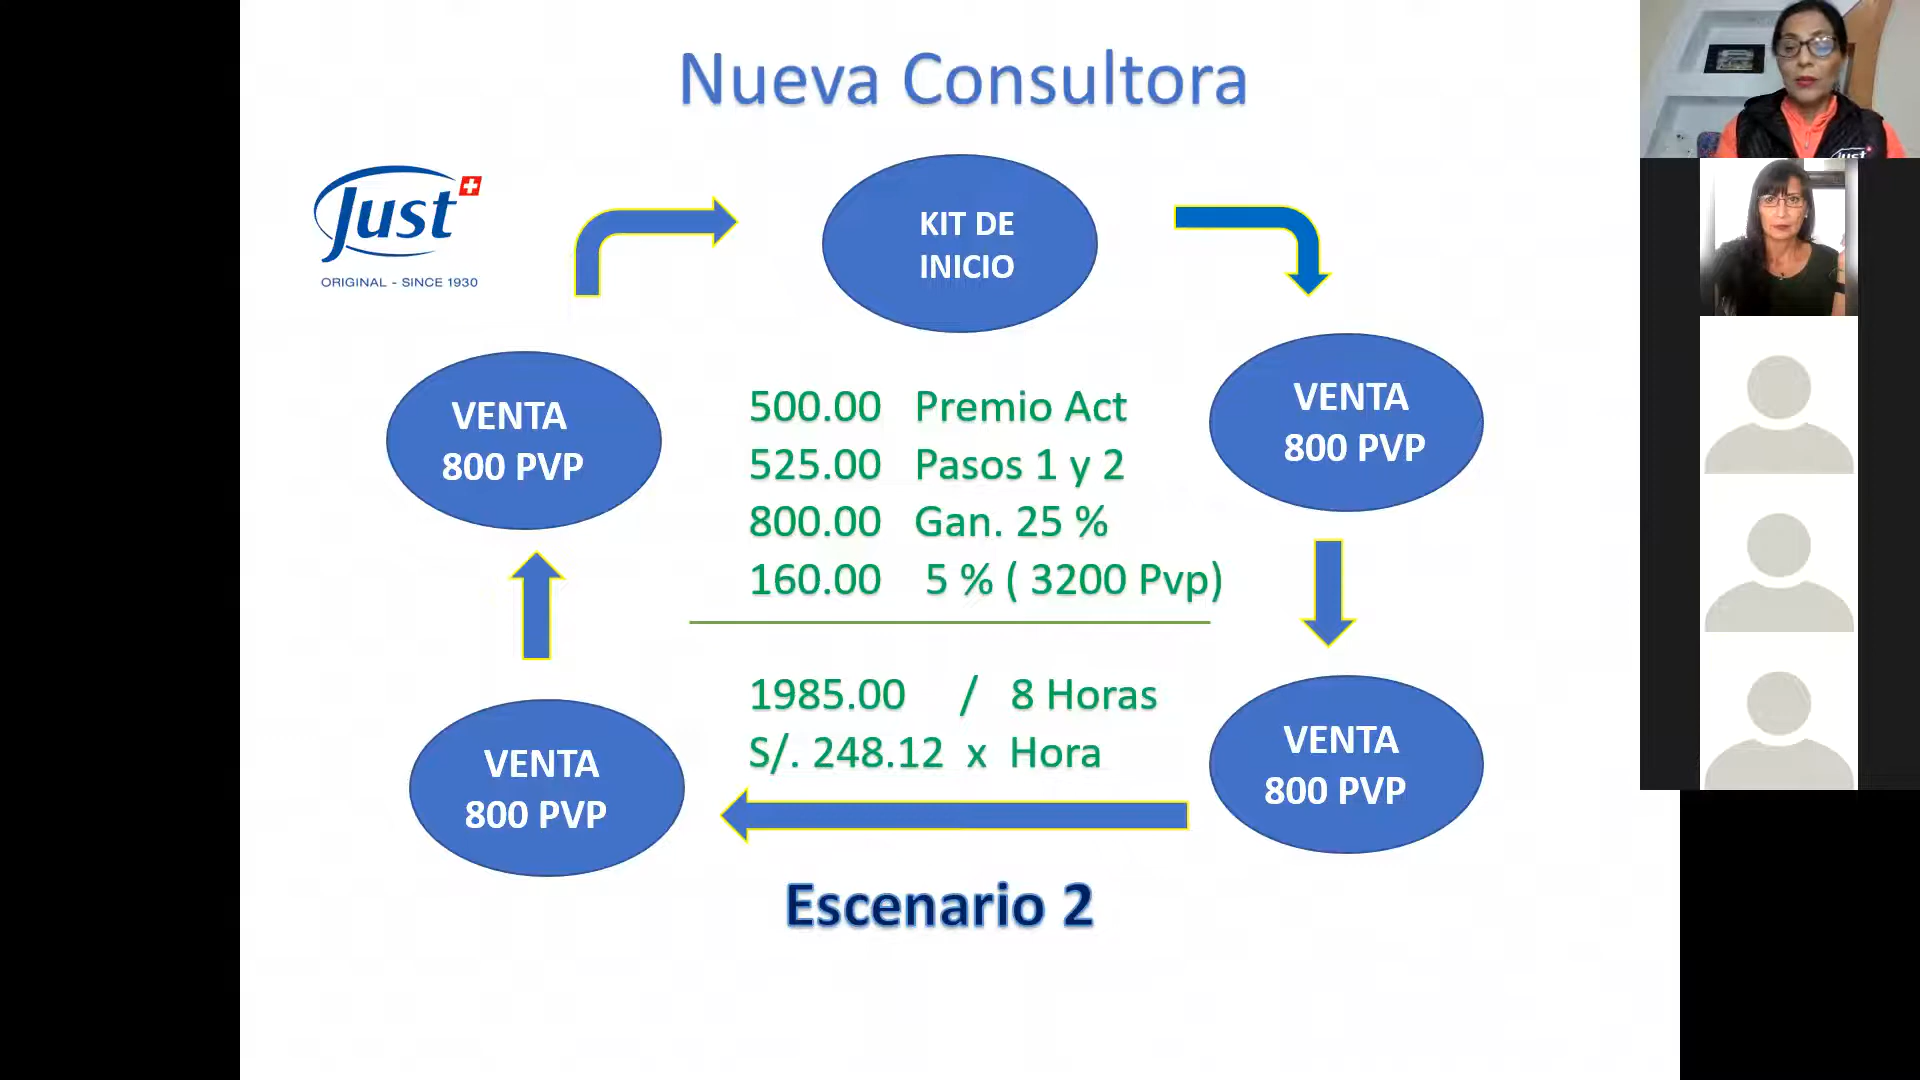 Nueva Consultora
Just
ORIGINAL - SINCE 1930
KIT DE
INICIO
VENTA
800 PVP
VENTA
800 PVP
500.00 Premio Act
525.00 Pasos 1 y 2
800.00 Gan. 25 %
160.00 5 % ( 3200 Pvp)
1985.00 / 8 Horas
S/. 248.12 x Hora
VENTA
800 PVP
VENTA
800 PVP
Escenario 2
Just